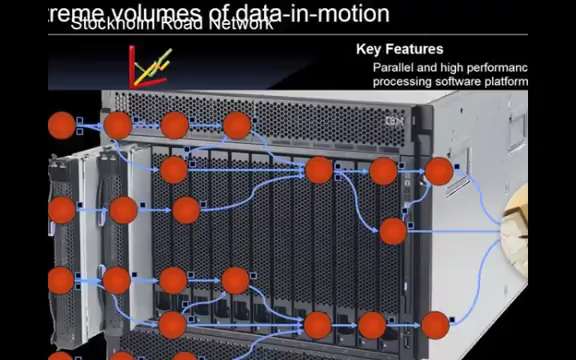 treme volumes of data-in-motion
Stockholm Road Network
Key Features
Parallel and high performanc
processing software platform
IBM